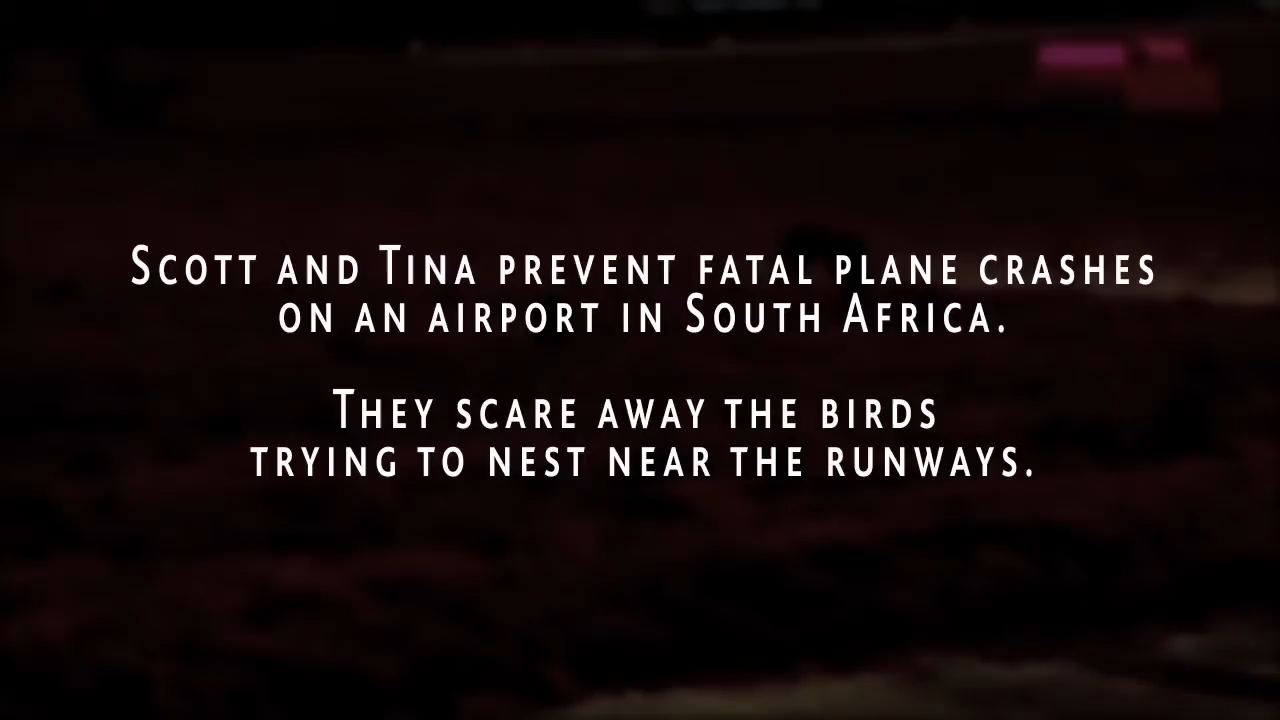 Scott and Tina prevent fatal plane crashes
on an airport in South Africa.
They scare away the birds
trying to nest near the runways.